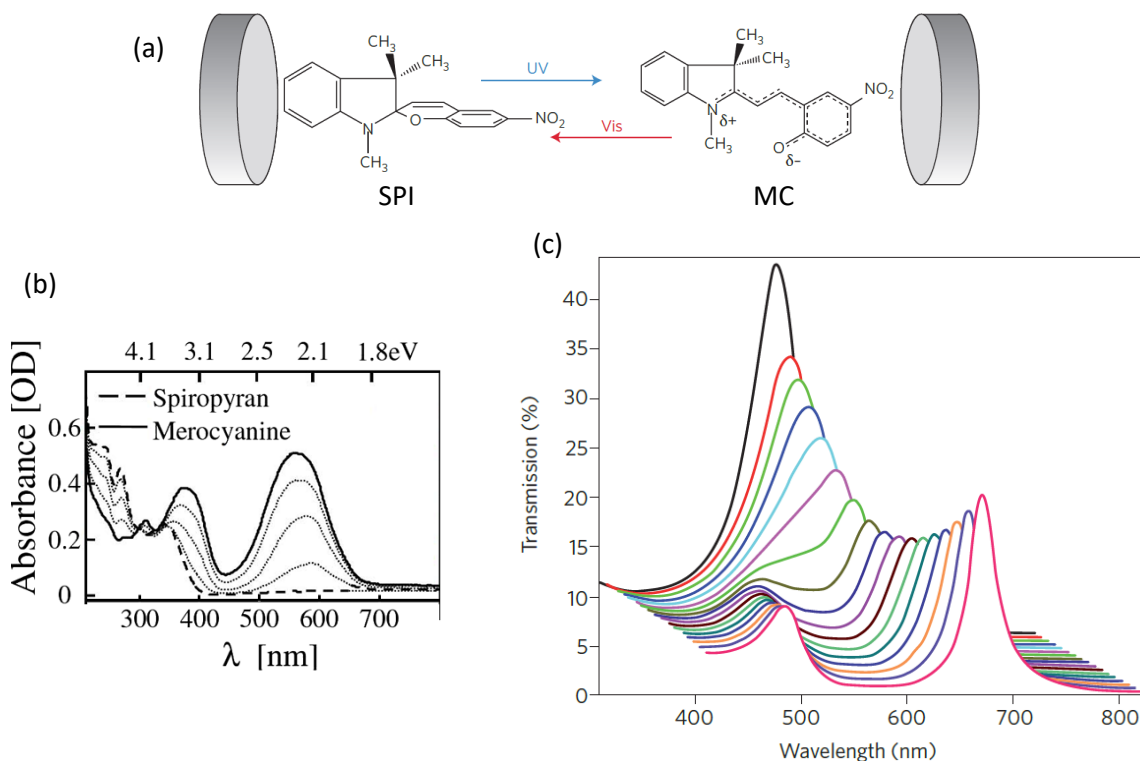 (a)
CH₃
CH₃
N
CH₃
O
NO₂
SPI
UV
Vis
CH₃
CH₃
N
δ+
CH₃
O
δ−
NO₂
MC
(b)
4.1 3.1 2.5 2.1 1.8eV
Absorbance [OD]
0.6
0.4
0.2
0
Spiropyran
Merocyanine
300 400 500 600 700
λ [nm]
(c)
Transmission (%)
40
35
30
25
20
15
10
5
0
400 500 600 700 800
Wavelength (nm)